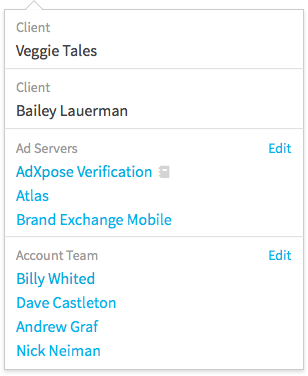 Client
Veggie Tales
Client
Bailey Lauerman
Ad Servers Edit
AdXpose Verification
Atlas
Brand Exchange Mobile
Account Team Edit
Billy Whited
Dave Castleton
Andrew Graf
Nick Neiman